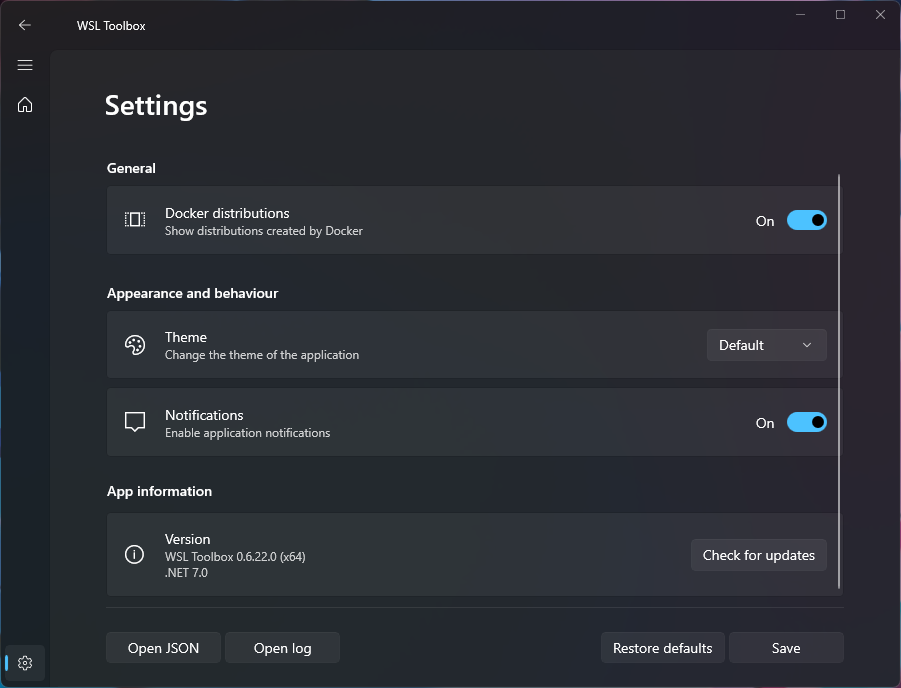 WSL Toolbox
Settings
General
Docker distributions
Show distributions created by Docker
On
Appearance and behaviour
Theme
Change the theme of the application
Default
Notifications
Enable application notifications
On
App information
Version
WSL Toolbox 0.6.22.0 (x64)
.NET 7.0
Check for updates
Open JSON
Open log
Restore defaults
Save